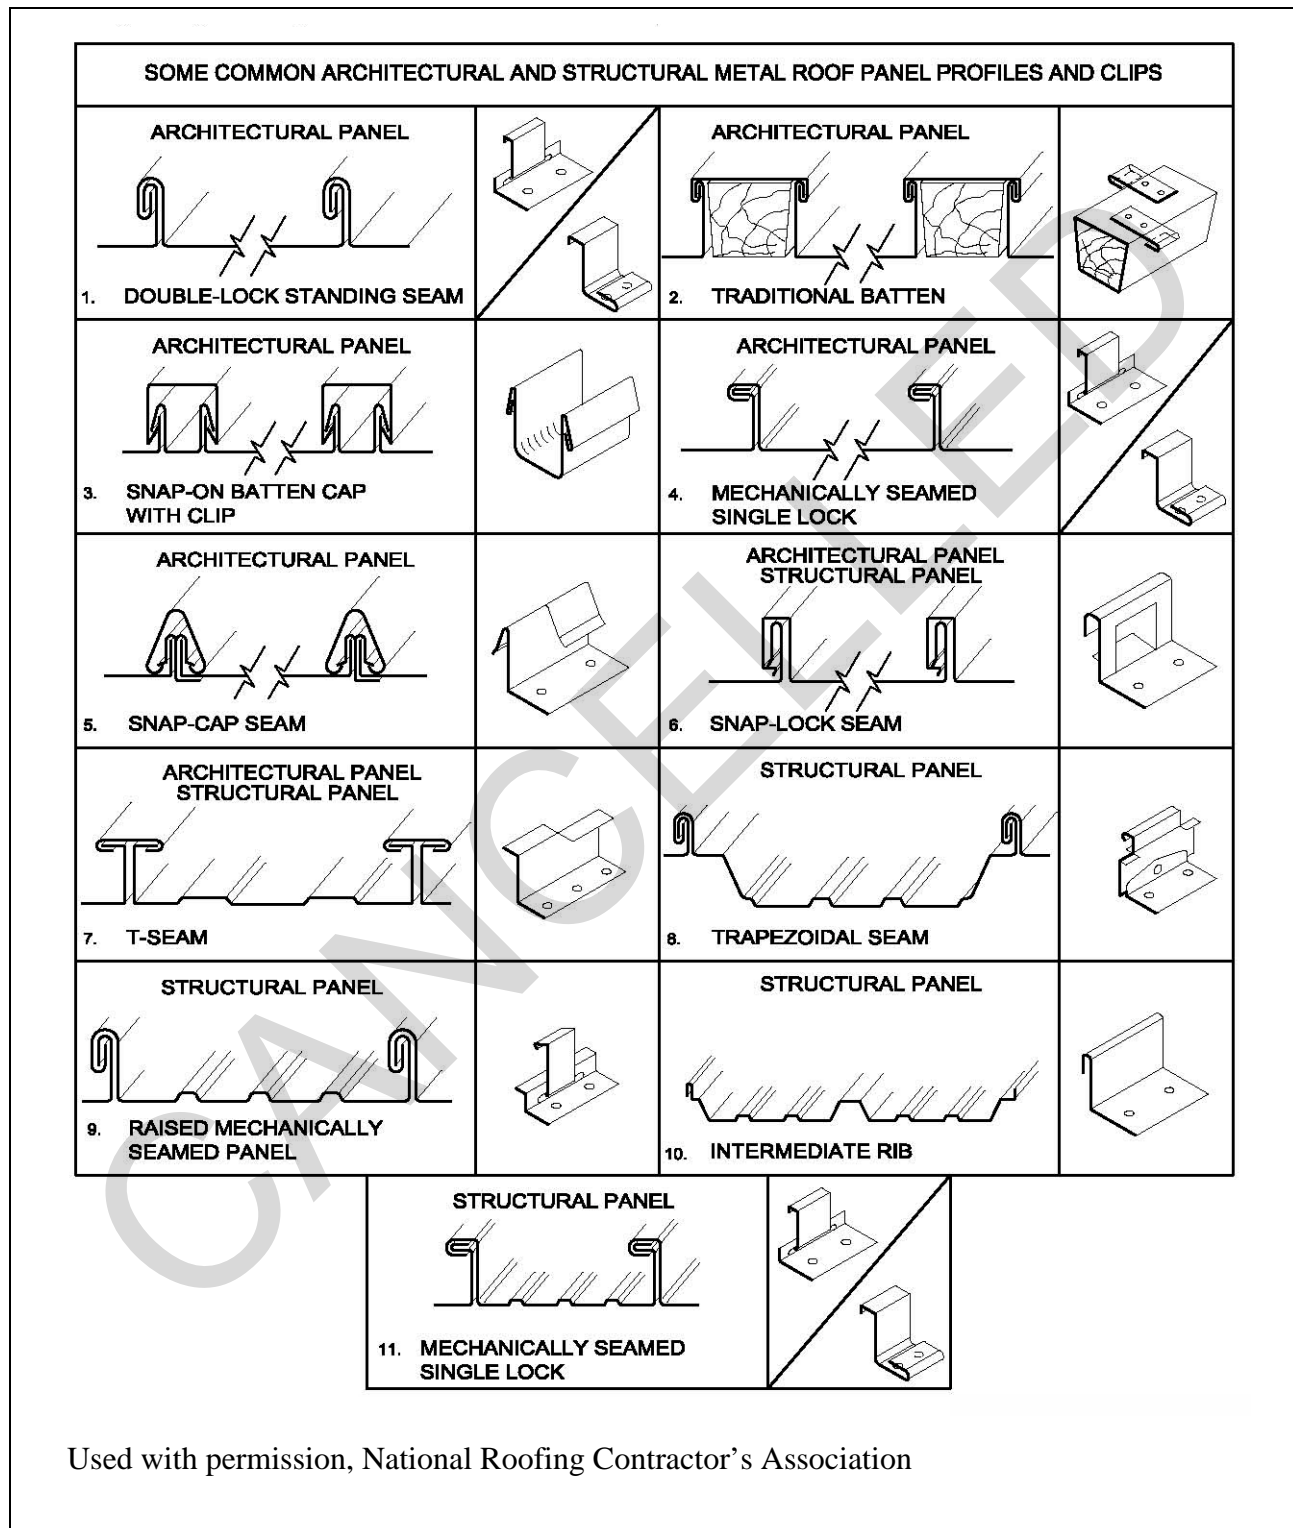 SOME COMMON ARCHITECTURAL AND STRUCTURAL METAL ROOF PANEL PROFILES AND CLIPS
ARCHITECTURAL PANEL
1. DOUBLE-LOCK STANDING SEAM
ARCHITECTURAL PANEL
2. TRADITIONAL BATTEN
ARCHITECTURAL PANEL
3. SNAP-ON BATTEN CAP
WITH CLIP
ARCHITECTURAL PANEL
4. MECHANICALLY SEAMED
SINGLE LOCK
ARCHITECTURAL PANEL
5. SNAP-CAP SEAM
ARCHITECTURAL PANEL
STRUCTURAL PANEL
6. SNAP-LOCK SEAM
ARCHITECTURAL PANEL
STRUCTURAL PANEL
7. T-SEAM
STRUCTURAL PANEL
8. TRAPEZOIDAL SEAM
STRUCTURAL PANEL
9. RAISED MECHANICALLY
SEAMED PANEL
STRUCTURAL PANEL
10. INTERMEDIATE RIB
STRUCTURAL PANEL
11. MECHANICALLY SEAMED
SINGLE LOCK
Used with permission, National Roofing Contractor's Association
CANCELLED